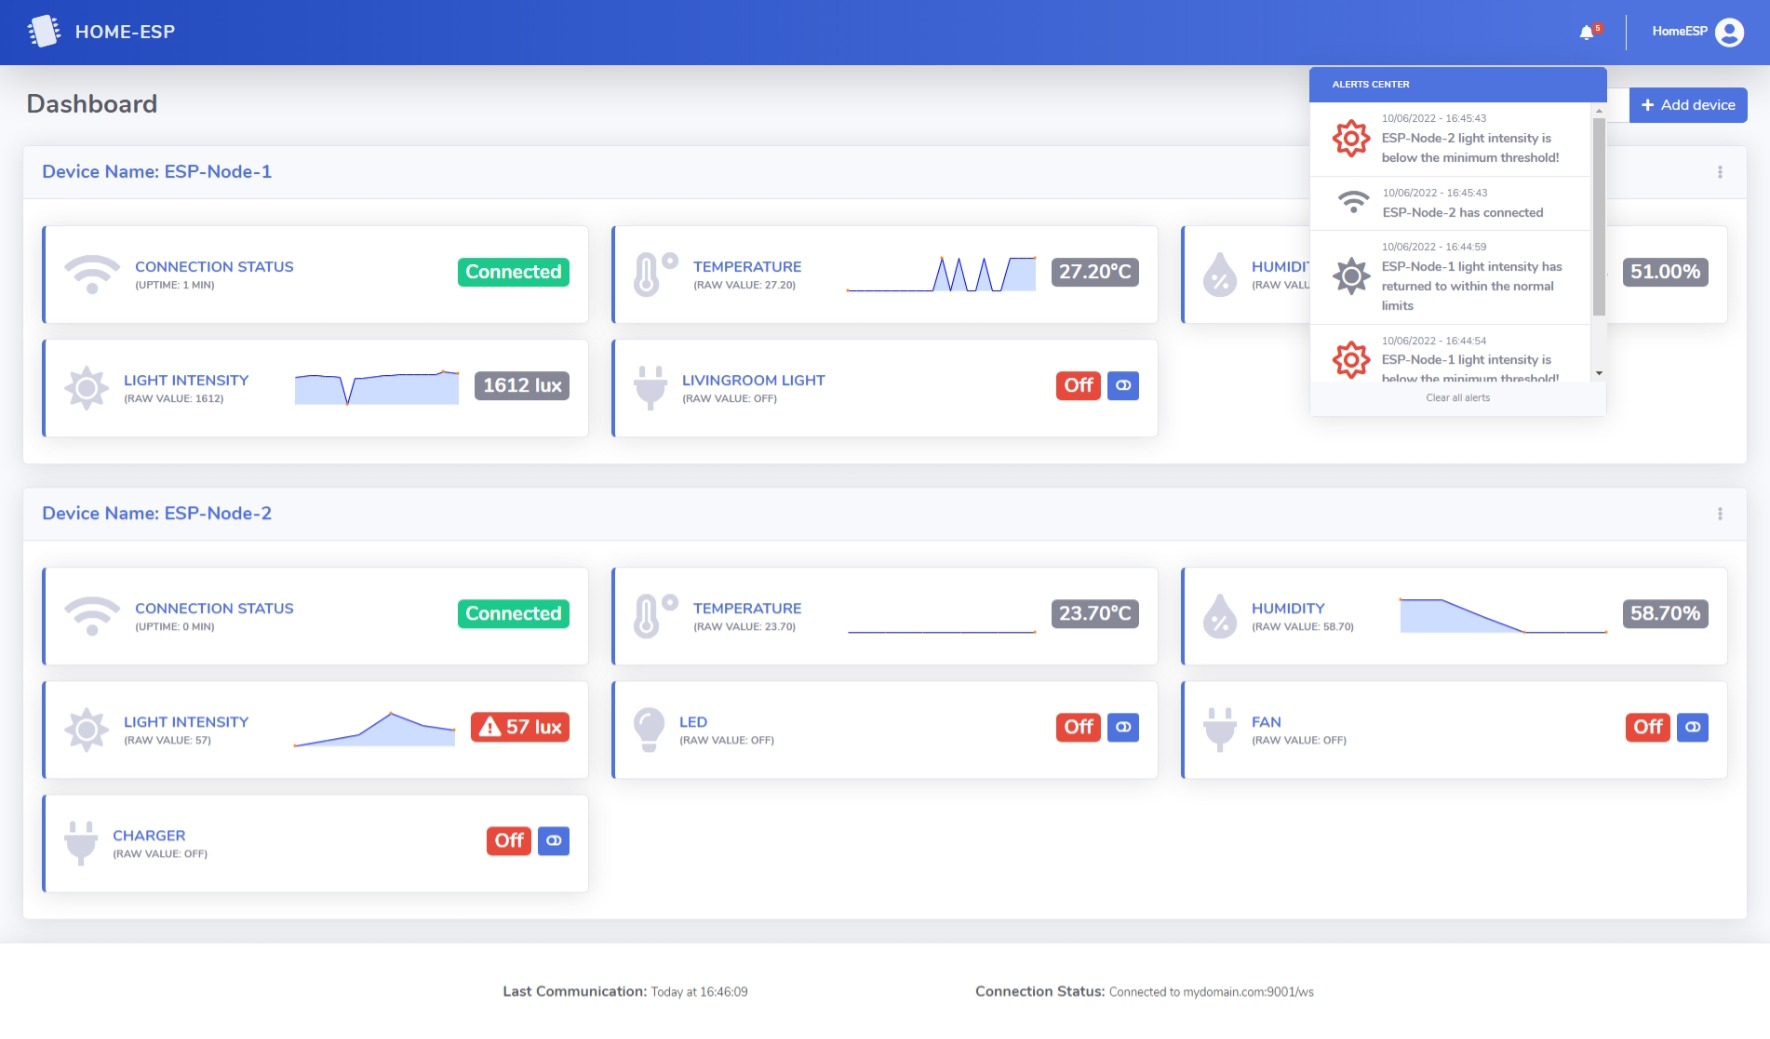 HOME-ESP
5
HomeESP
Dashboard
Add device
ALERTS CENTER
10/06/2022 - 16:45:43
ESP-Node-2 light intensity is
below the minimum threshold!
10/06/2022 - 16:45:43
ESP-Node-2 has connected
10/06/2022 - 16:44:59
ESP-Node-1 light intensity has
returned to within the normal
limits
10/06/2022 - 16:44:54
ESP-Node-1 light intensity is
below the minimum threshold!
Clear all alerts
Device Name: ESP-Node-1
CONNECTION STATUS
(UPTIME: 1 MIN)
Connected
TEMPERATURE
(RAW VALUE: 27.20)
27.20°C
HUMIDIT
(RAW VALU
51.00%
LIGHT INTENSITY
(RAW VALUE: 1612)
1612 lux
LIVINGROOM LIGHT
(RAW VALUE: OFF)
Off
Device Name: ESP-Node-2
CONNECTION STATUS
(UPTIME: 0 MIN)
Connected
TEMPERATURE
(RAW VALUE: 23.70)
23.70°C
HUMIDITY
(RAW VALUE: 58.70)
58.70%
LIGHT INTENSITY
(RAW VALUE: 57)
57 lux
LED
(RAW VALUE: OFF)
Off
FAN
(RAW VALUE: OFF)
Off
CHARGER
(RAW VALUE: OFF)
Off
Last Communication: Today at 16:46:09
Connection Status: Connected to mydomain.com:9001/ws